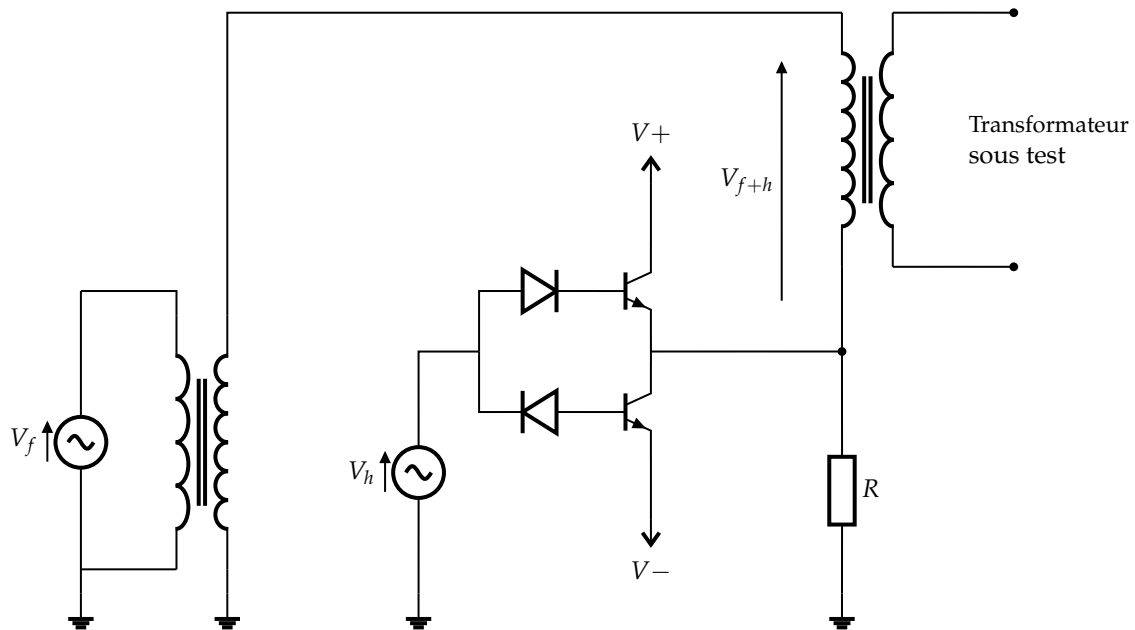 V+
Transformateur
sous test
V_{f+h}
V_f
V_h
R
V−